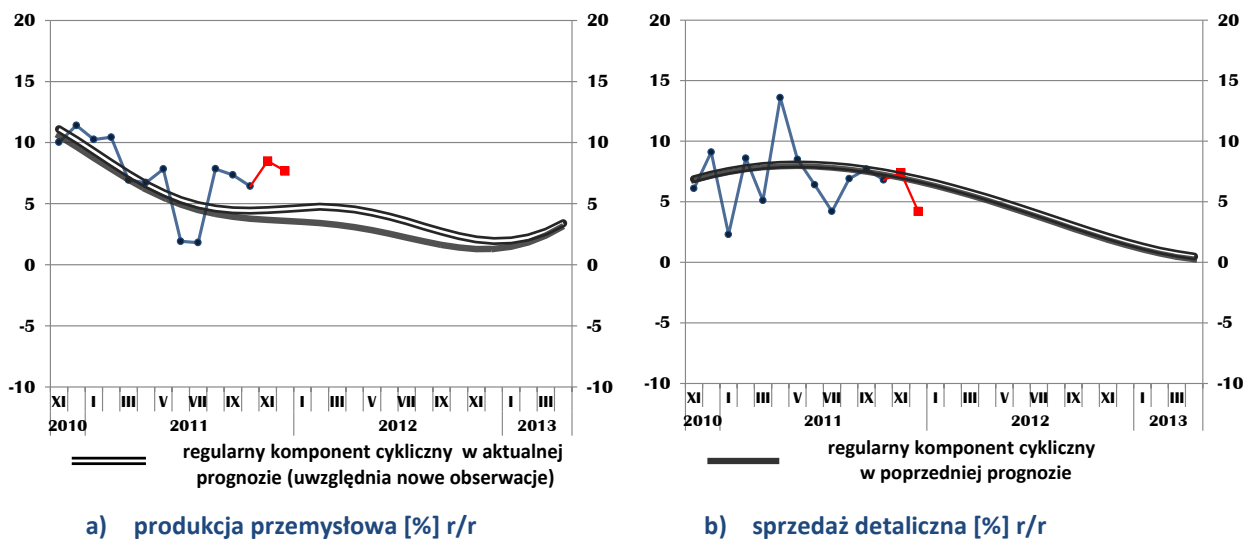 20 20 20 20
15 15 15 15
10 10 10 10
5 5 5 5
0 0 0 0
-5 -5 -5 -5
-10 -10 -10 -10
XI I III V VII IX XI I III V VII IX XI I III
2010 2011 2012 2013
XI I III V VII IX XI I III V VII IX XI I III
2010 2011 2012 2013
regularny komponent cykliczny w aktualnej
prognozie (uwzględnia nowe obserwacje)
regularny komponent cykliczny
w poprzedniej prognozie
a) produkcja przemysłowa [%] r/r
b) sprzedaż detaliczna [%] r/r